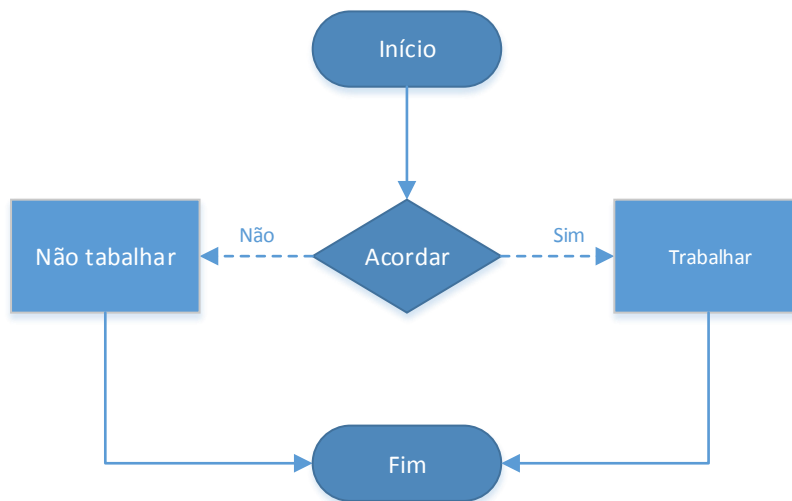 Início
Não
Sim
Não tabalhar
Acordar
Trabalhar
Fim